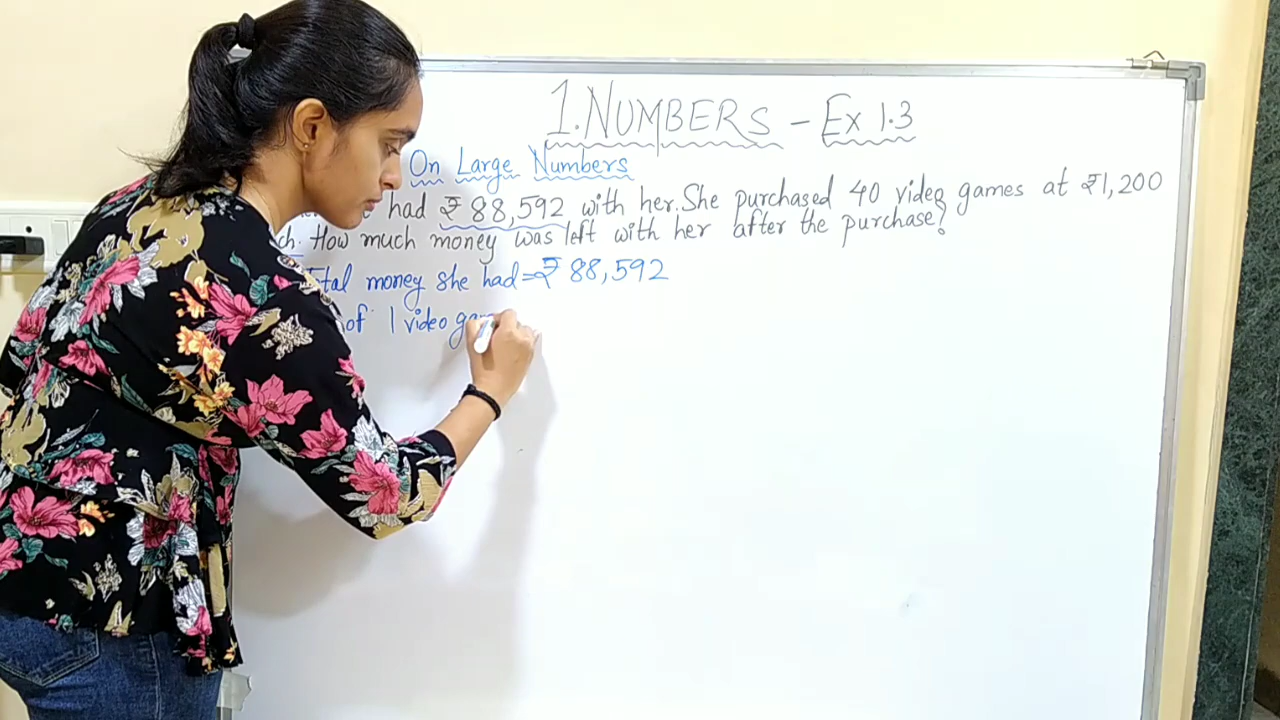 1. NUMBERS - Ex 1.3
On Large Numbers
had ₹ 88,592 with her. She purchased 40 video games at ₹1,200
ch. How much money was left with her after the purchase?
money she had = ₹ 88,592
of 1 video